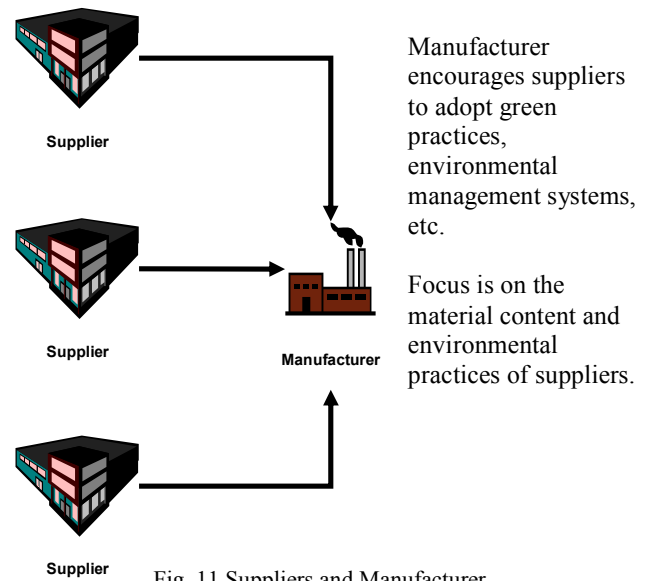 Manufacturer
encourages suppliers
to adopt green
practices,
environmental
management systems,
etc.
Focus is on the
material content and
environmental
practices of suppliers.
Supplier
Supplier
Manufacturer
Supplier
Fig. 11 Suppliers and Manufacturer